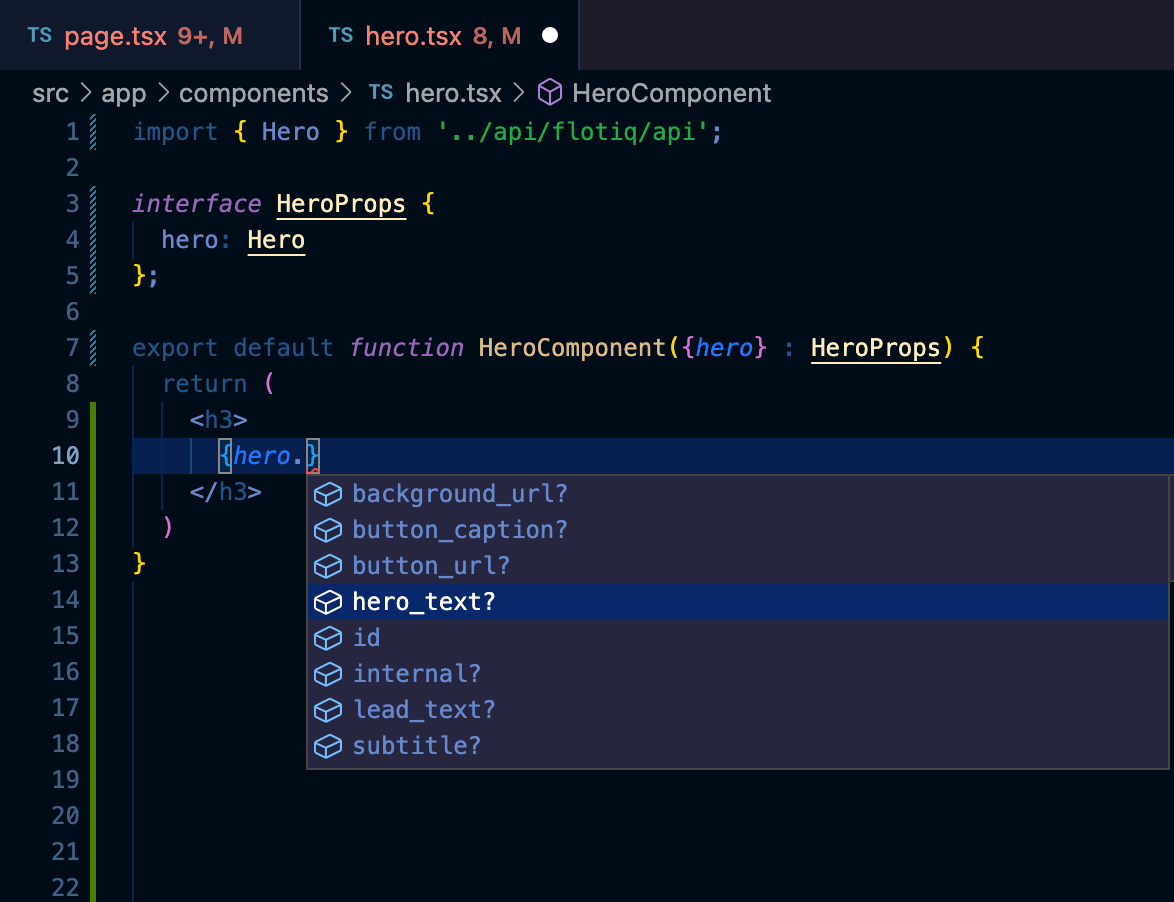 TS page.tsx 9+, M TS hero.tsx 8, M
src > app > components > TS hero.tsx > HeroComponent
1 import { Hero } from '../api/flotiq/api';
2
3 interface HeroProps {
4 hero: Hero
5 };
6
7 export default function HeroComponent({hero} : HeroProps) {
8 return (
9 <h3>
10 {hero.}
11 </h3>
background_url?
12 )
button_caption?
13 }
button_url?
14
hero_text?
15
id
16
internal?
17
lead_text?
18
subtitle?
19
20
21
22